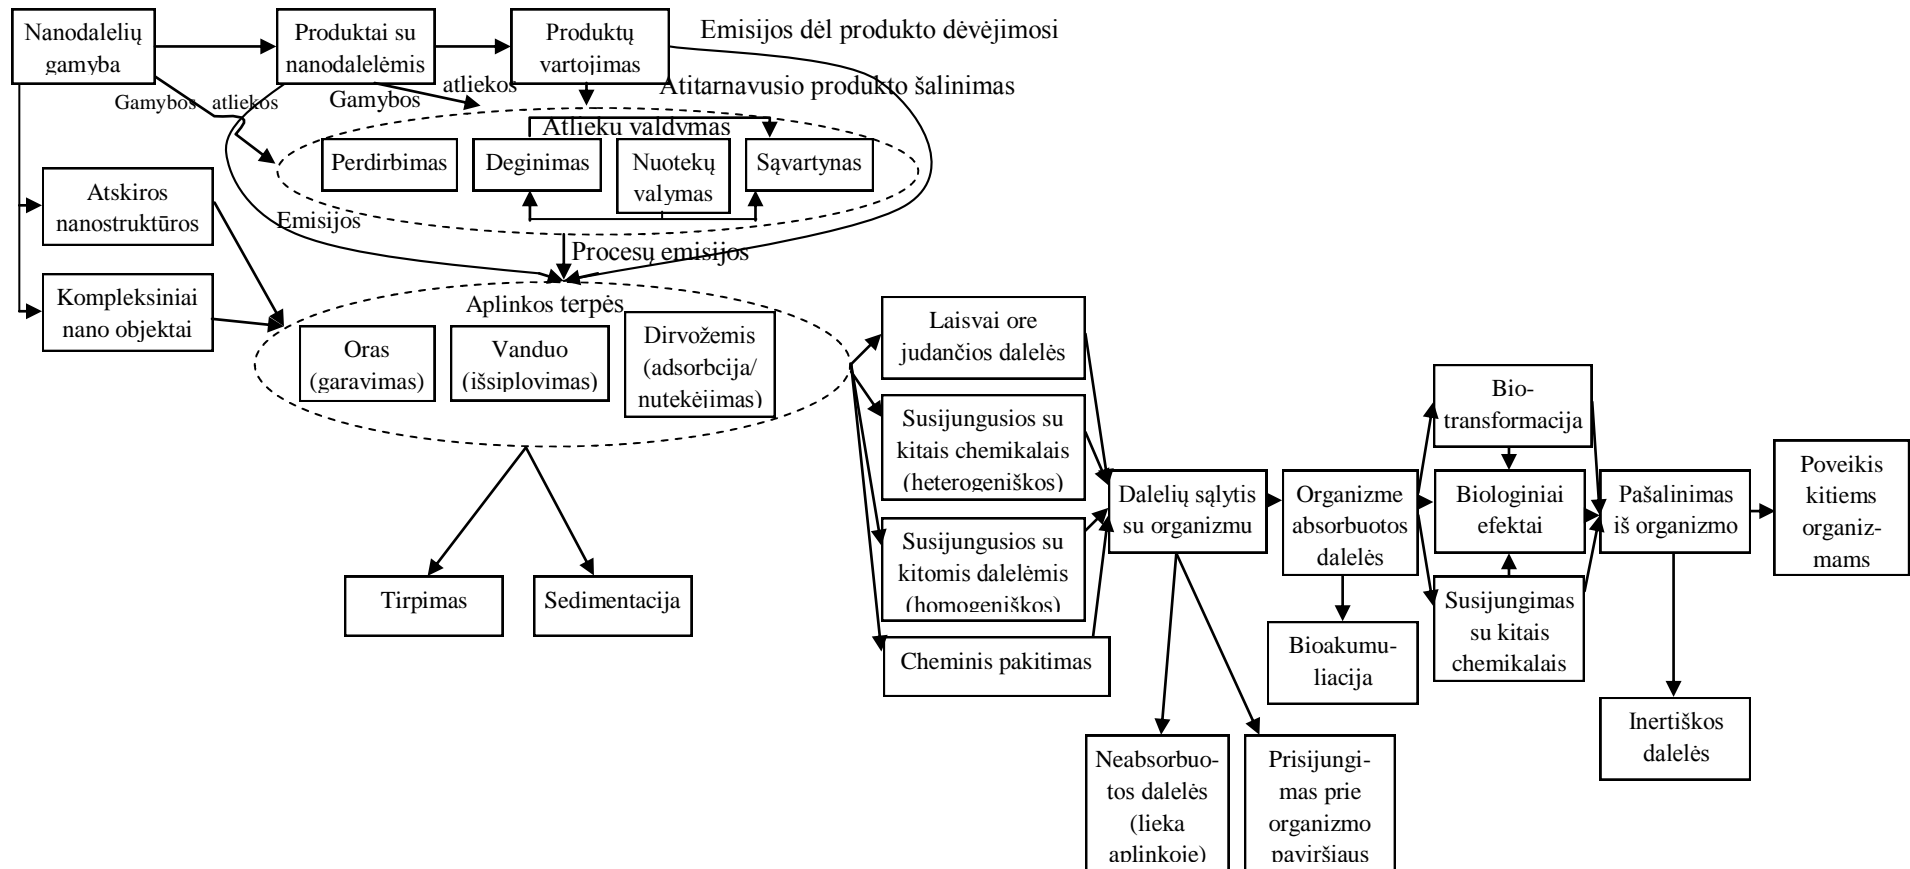 Nanodalelių
gamyba
Produktai su
nanodalelėmis
Produktų
vartojimas
Emisijos dėl produkto dėvėjimosi
Gamybos atliekos
Gamybos atliekos
Atitarnavusio produkto šalinimas
Atliekų valdymas
Perdirbimas
Deginimas
Nuotekų
valymas
Sąvartynas
Atskiros
nanostruktūros
Emisijos
Procesų emisijos
Kompleksiniai
nano objektai
Aplinkos terpės
Oras
(garavimas)
Vanduo
(išsiplovimas)
Dirvožemis
(adsorbcija/
nutekėjimas)
Tirpimas
Sedimentacija
Laisvai ore
judančios dalelės
Susijungusios su
kitais chemikalais
(heterogeniškos)
Susijungusios su
kitomis dalelėmis
(homogeniškos)
Cheminis pakitimas
Dalelių sąlytis
su organizmu
Neabsorbuo-
tos dalelės
(lieka
aplinkoje)
Prisijungi-
mas prie
organizmo
paviršiaus
Organizme
absorbuotos
dalelės
Bioakumu-
liacija
Bio-
transformacija
Biologiniai
efektai
Susijungimas
su kitais
chemikalais
Pašalinimas
iš organizmo
Inertiškos
dalelės
Poveikis
kitiems
organiz-
mams